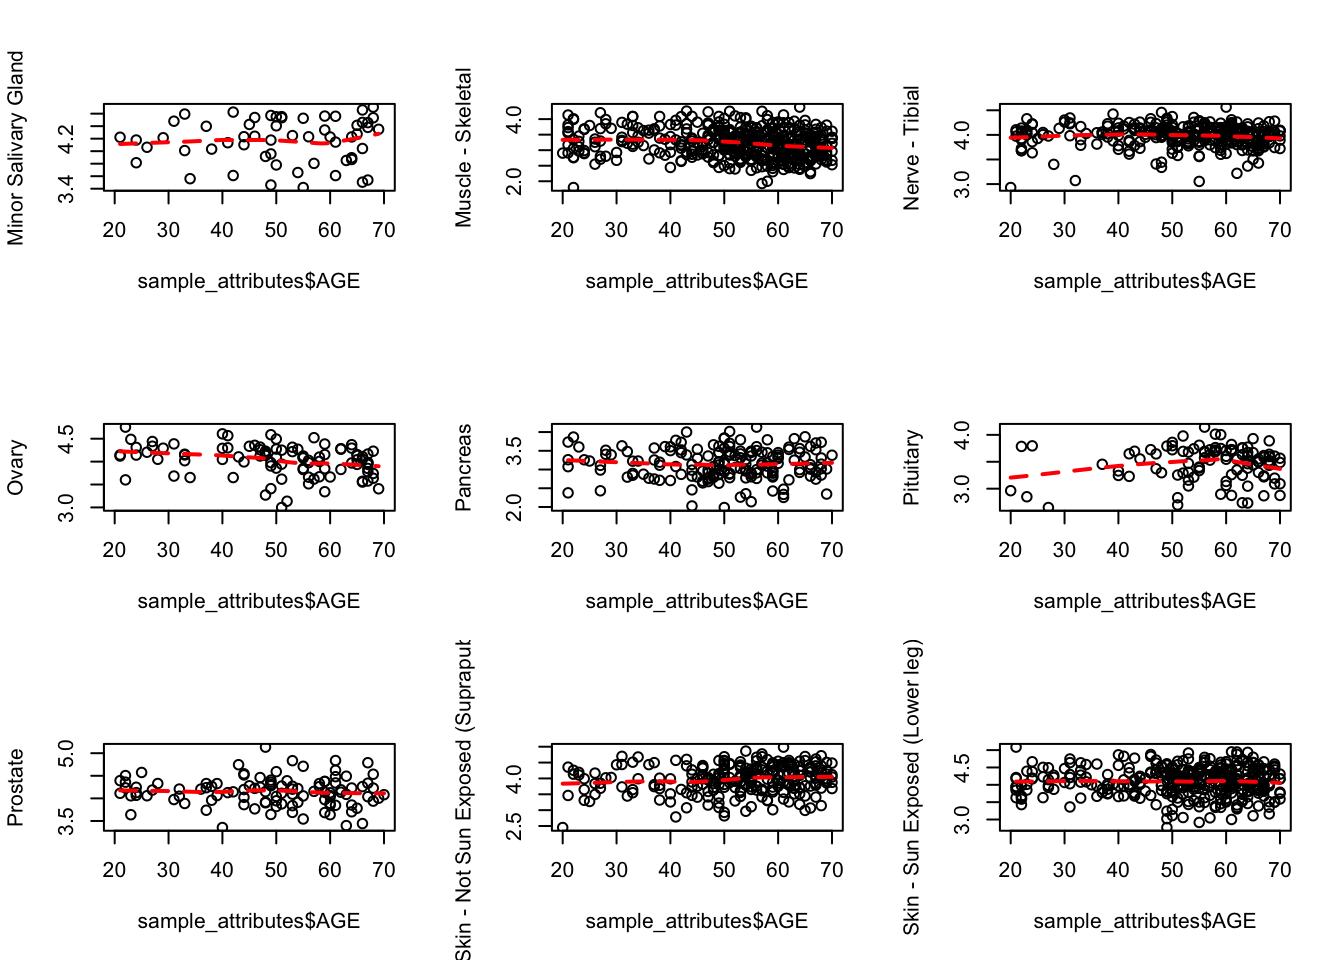 Minor Salivary Gland
3.4 4.2
20 30 40 50 60 70
sample_attributes$AGE
Muscle - Skeletal
2.0 4.0
20 30 40 50 60 70
sample_attributes$AGE
Nerve - Tibial
3.0 4.0
20 30 40 50 60 70
sample_attributes$AGE
Ovary
3.0 4.5
20 30 40 50 60 70
sample_attributes$AGE
Pancreas
2.0 3.5
20 30 40 50 60 70
sample_attributes$AGE
Pituitary
3.0 4.0
20 30 40 50 60 70
sample_attributes$AGE
Prostate
3.5 5.0
20 30 40 50 60 70
sample_attributes$AGE
Skin - Not Sun Exposed (Suprapub
2.5 4.0
20 30 40 50 60 70
sample_attributes$AGE
Skin - Sun Exposed (Lower leg)
3.0 4.5
20 30 40 50 60 70
sample_attributes$AGE